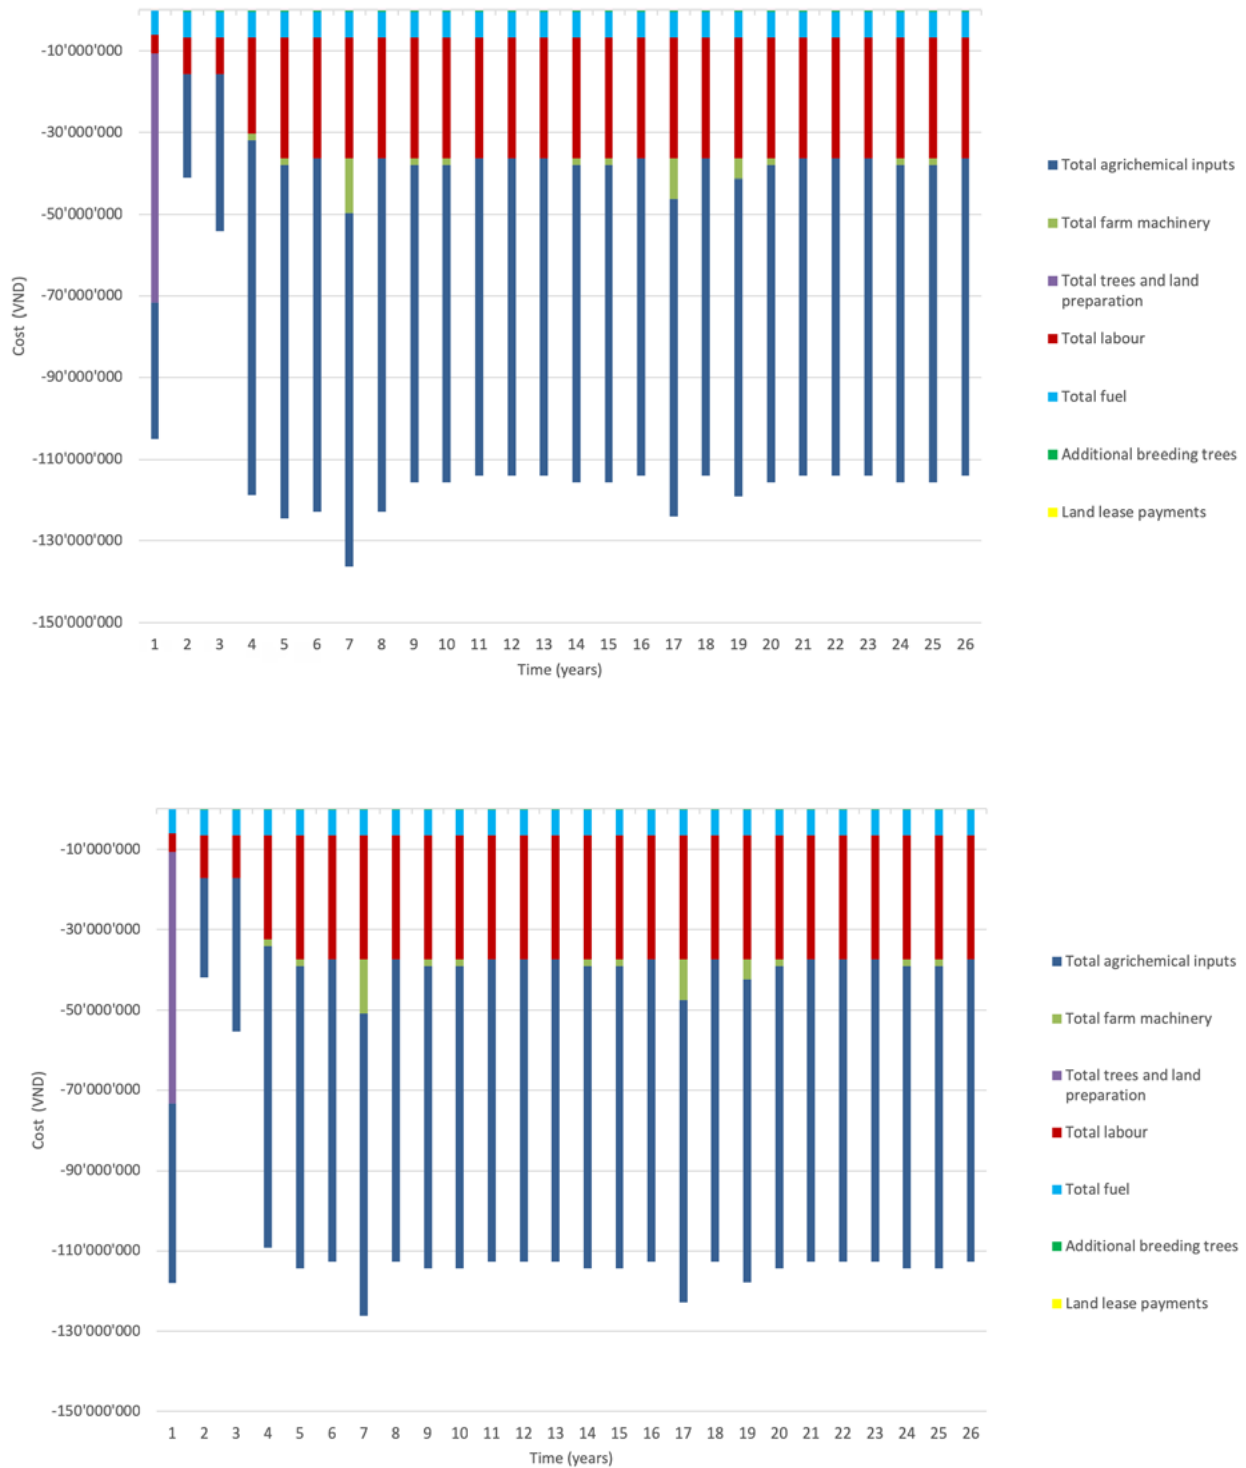 -10'000'000
-30'000'000
-50'000'000
-70'000'000
-90'000'000
-110'000'000
-130'000'000
-150'000'000
Cost (VND)
1 2 3 4 5 6 7 8 9 10 11 12 13 14 15 16 17 18 19 20 21 22 23 24 25 26
Time (years)
Total agrichemical inputs
Total farm machinery
Total trees and land
preparation
Total labour
Total fuel
Additional breeding trees
Land lease payments
-10'000'000
-30'000'000
-50'000'000
-70'000'000
-90'000'000
-110'000'000
-130'000'000
-150'000'000
Cost (VND)
1 2 3 4 5 6 7 8 9 10 11 12 13 14 15 16 17 18 19 20 21 22 23 24 25 26
Time (years)
Total agrichemical inputs
Total farm machinery
Total trees and land
preparation
Total labour
Total fuel
Additional breeding trees
Land lease payments